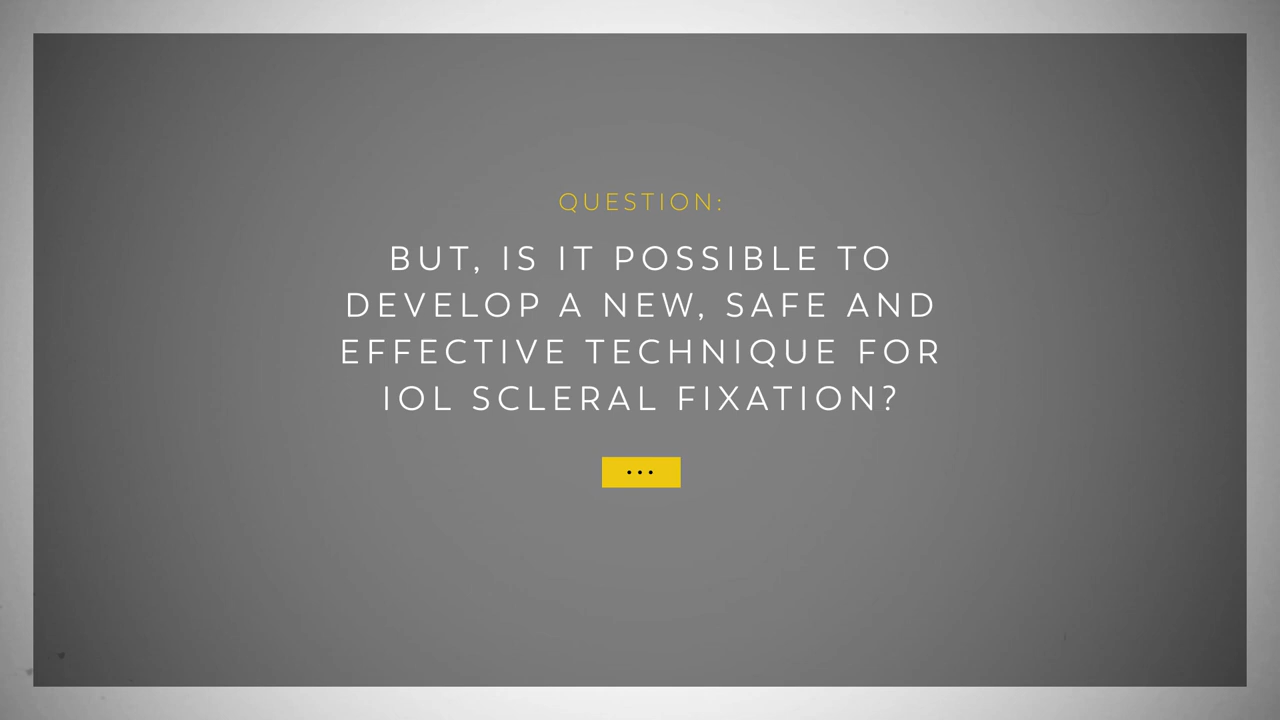 QUESTION:
BUT, IS IT POSSIBLE TO
DEVELOP A NEW, SAFE AND
EFFECTIVE TECHNIQUE FOR
IOL SCLERAL FIXATION?
...